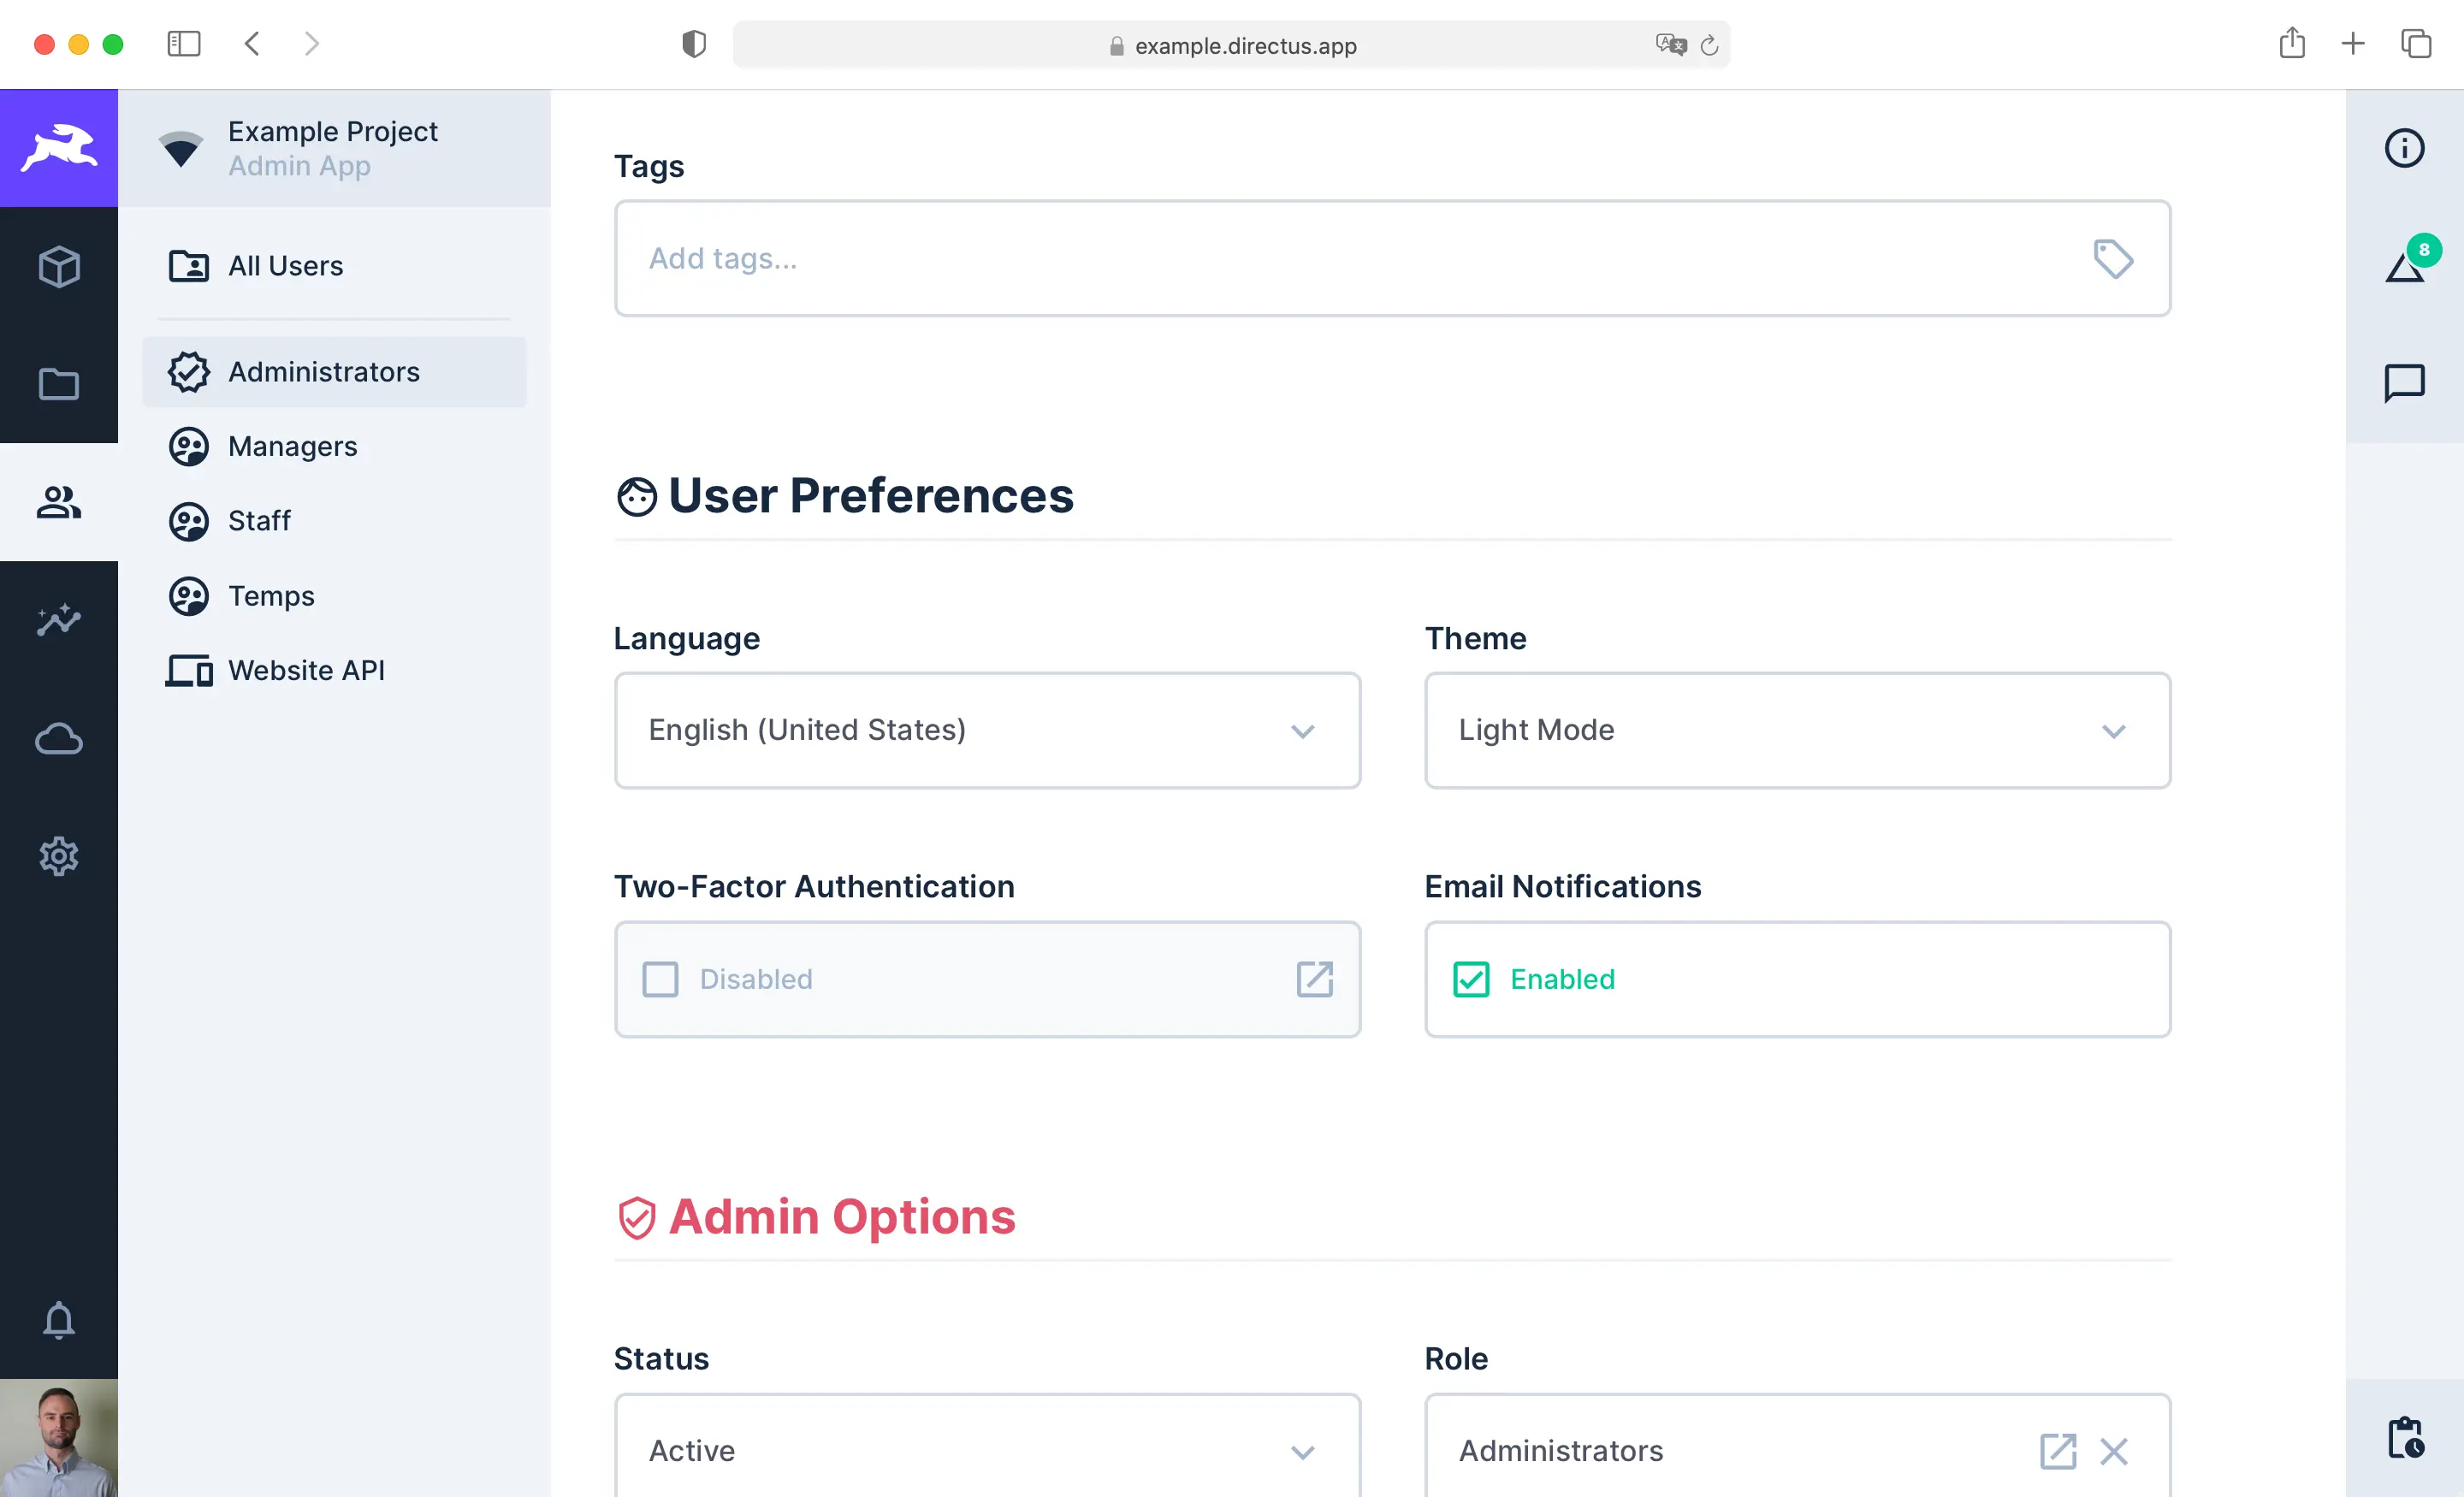 example.directus.app
Example Project
Admin App
All Users
Administrators
Managers
Staff
Temps
Website API
Tags
Add tags...
User Preferences
Language
Theme
English (United States)
Light Mode
Two-Factor Authentication
Email Notifications
Disabled
Enabled
Admin Options
Status
Role
Active
Administrators
8